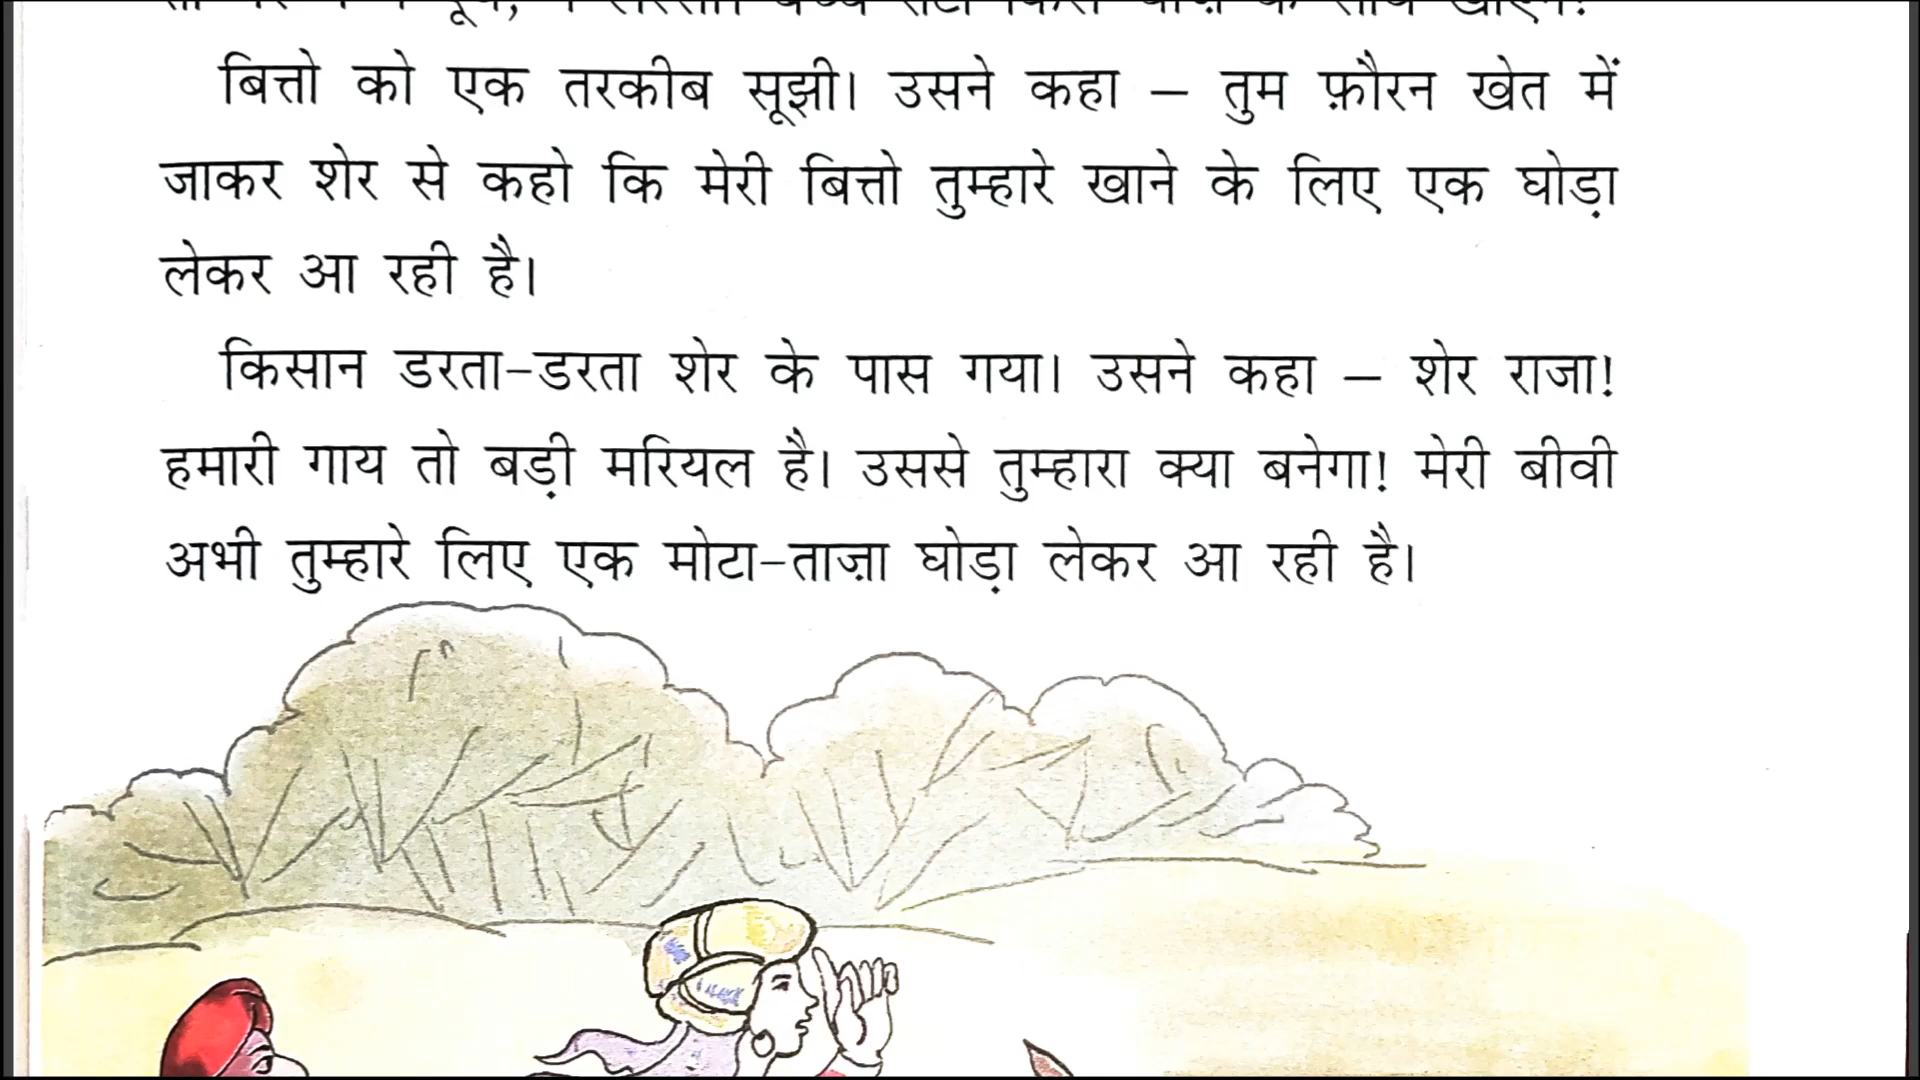 बित्तो को एक तरकीब सूझी। उसने कहा – तुम फ़ौरन खेत में
जाकर शेर से कहो कि मेरी बित्तो तुम्हारे खाने के लिए एक घोड़ा
लेकर आ रही है।
किसान डरता-डरता शेर के पास गया। उसने कहा – शेर राजा!
हमारी गाय तो बड़ी मरियल है। उससे तुम्हारा क्या बनेगा! मेरी बीवी
अभी तुम्हारे लिए एक मोटा-ताज़ा घोड़ा लेकर आ रही है।